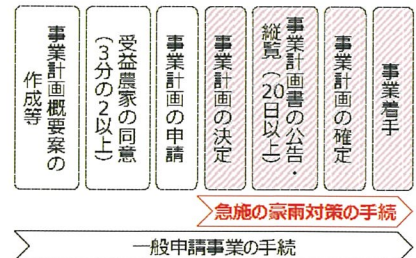 事業計画概要案の
作成等
受益農家の同意
(3分の2以上)
事業計画の申請
事業計画の決定
事業計画書の公告・
縦覧(20日以上)
事業計画の確定
事業着手
急施の豪雨対策の手続
一般申請事業の手続